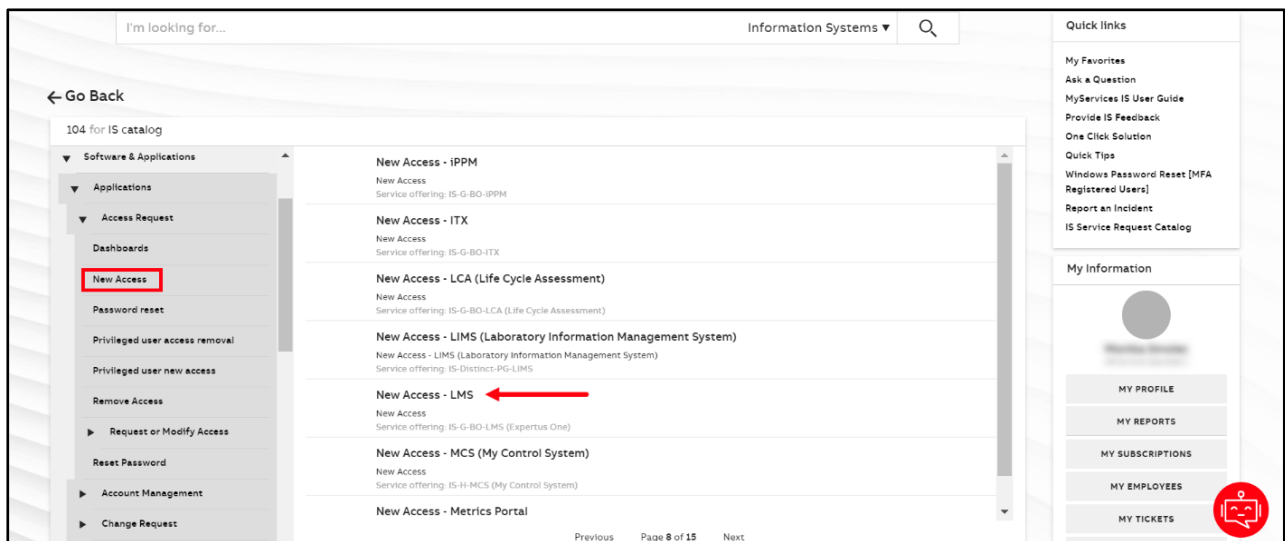 I'm looking for...
Information Systems ▼
← Go Back
104 for IS catalog
Software & Applications
Applications
Access Request
Dashboards
New Access
Password reset
Privileged user access removal
Privileged user new access
Remove Access
Request or Modify Access
Reset Password
Account Management
Change Request
New Access - iPPM
New Access
Service offering: IS-G-BO-iPPM
New Access - ITX
New Access
Service offering: IS-G-BO-ITX
New Access - LCA (Life Cycle Assessment)
New Access
Service offering: IS-G-BO-LCA (Life Cycle Assessment)
New Access - LIMS (Laboratory Information Management System)
New Access - LIMS (Laboratory Information Management System)
Service offering: IS-Distinct-PG-LIMS
New Access - LMS
New Access
Service offering: IS-G-BO-LMS (Expertus One)
New Access - MCS (My Control System)
New Access
Service offering: IS-H-MCS (My Control System)
New Access - Metrics Portal
Previous Page 8 of 15 Next
Quick links
My Favorites
Ask a Question
MyServices IS User Guide
Provide IS Feedback
One Click Solution
Quick Tips
Windows Password Reset [MFA
Registered Users]
Report an Incident
IS Service Request Catalog
My Information
MY PROFILE
MY REPORTS
MY SUBSCRIPTIONS
MY EMPLOYEES
MY TICKETS